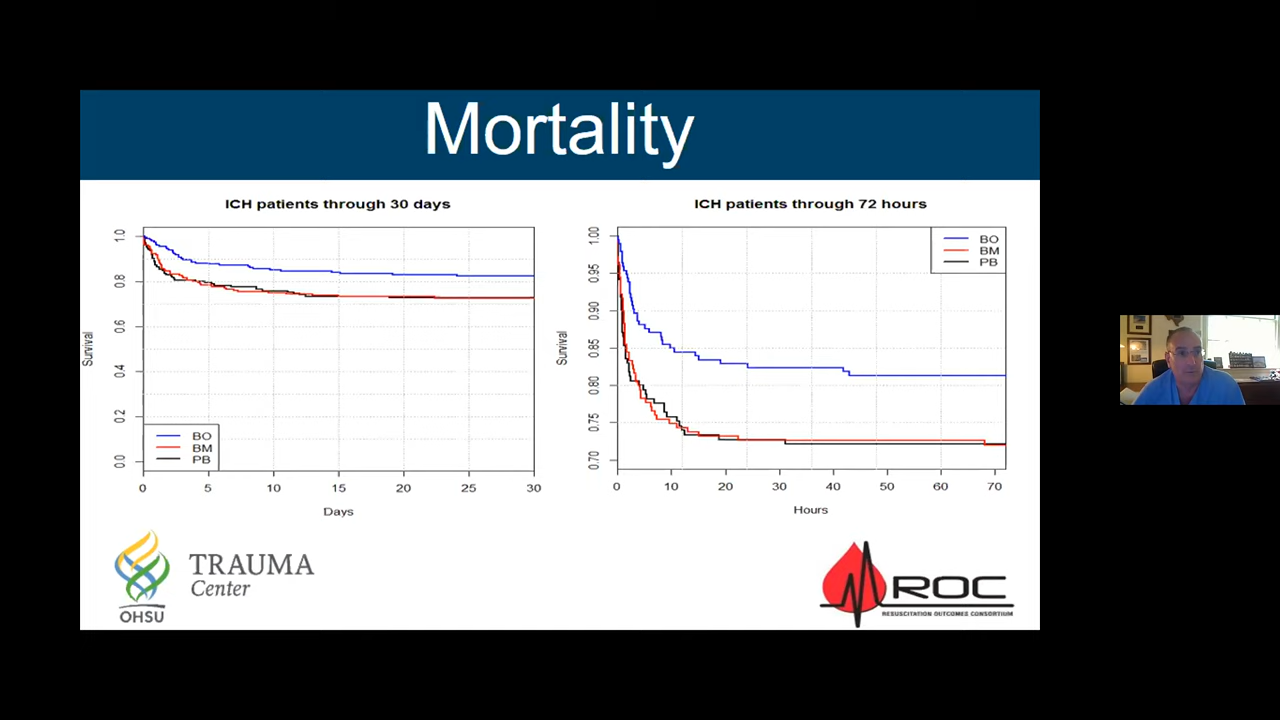 Mortality
ICH patients through 30 days
1.0
0.8
0.6
0.4
0.2
0.0
Survival
BO
BM
PB
0 5 10 15 20 25 30
Days
ICH patients through 72 hours
1.00
0.95
0.90
0.85
0.80
0.75
0.70
Survival
BO
BM
PB
0 10 20 30 40 50 60 70
Hours
OHSU
TRAUMA
Center
ROC
RESUSCITATION OUTCOMES CONSORTIUM